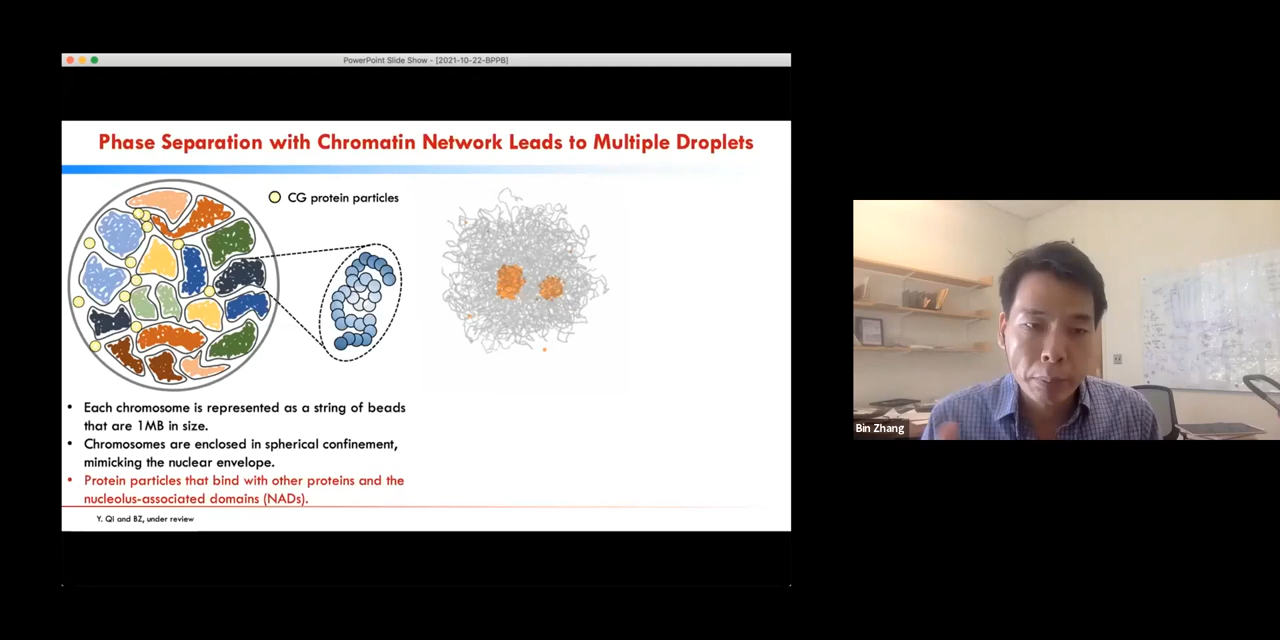 PowerPoint Slide Show - [2021-10-22-BPPB]
Phase Separation with Chromatin Network Leads to Multiple Droplets
CG protein particles
• Each chromosome is represented as a string of beads
that are 1MB in size.
• Chromosomes are enclosed in spherical confinement,
mimicking the nuclear envelope.
• Protein particles that bind with other proteins and the
nucleolus-associated domains (NADs).
Y. Qi and BZ, under review
Bin Zhang